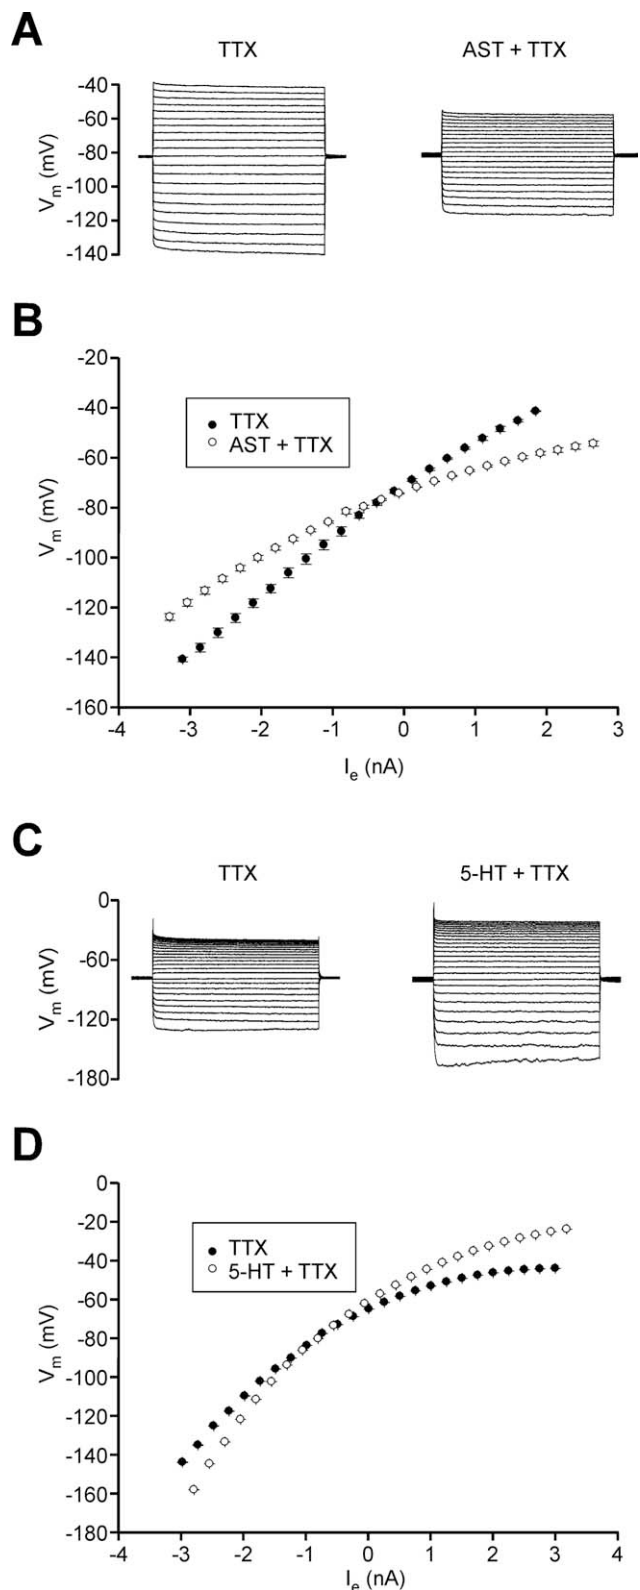 A
TTX AST + TTX
-40
-60
-80
-100
-120
-140
Vm (mV)
B
-20
-40
-60
-80
-100
-120
-140
-160
Vm (mV)
TTX
AST + TTX
-4 -3 -2 -1 0 1 2 3
Ie (nA)
C
TTX 5-HT + TTX
0
-60
-120
-180
Vm (mV)
D
0
-20
-40
-60
-80
-100
-120
-140
-160
-180
Vm (mV)
TTX
5-HT + TTX
-4 -3 -2 -1 0 1 2 3 4
Ie (nA)